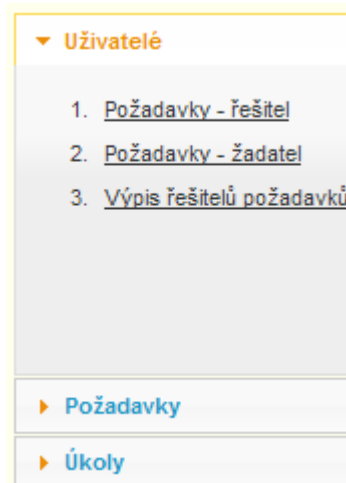 Uživatelé
1. Požadavky - řešitel
2. Požadavky - žadatel
3. Výpis řešitelů požadavků
Požadavky
Úkoly